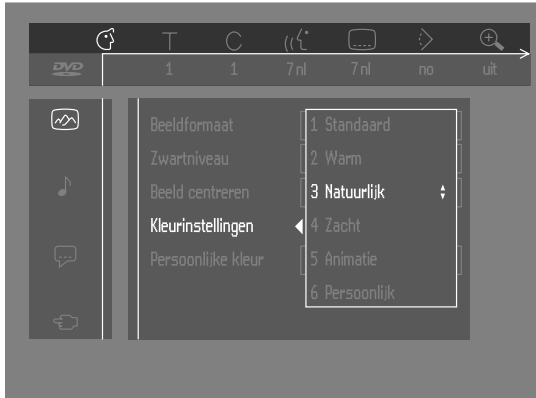 T C
DVD 1 1 7 nl 7 nl no uit
Beeldformaat
Zwartniveau
Beeld centreren
Kleurinstellingen
Persoonlijke kleur
1 Standaard
2 Warm
3 Natuurlijk
4 Zacht
5 Animatie
6 Persoonlijk